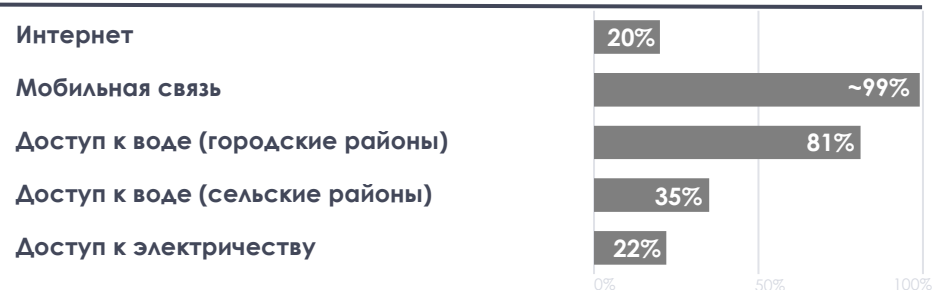 Интернет 20%
Мобильная связь ~99%
Доступ к воде (городские районы) 81%
Доступ к воде (сельские районы) 35%
Доступ к электричеству 22%
0% 50% 100%